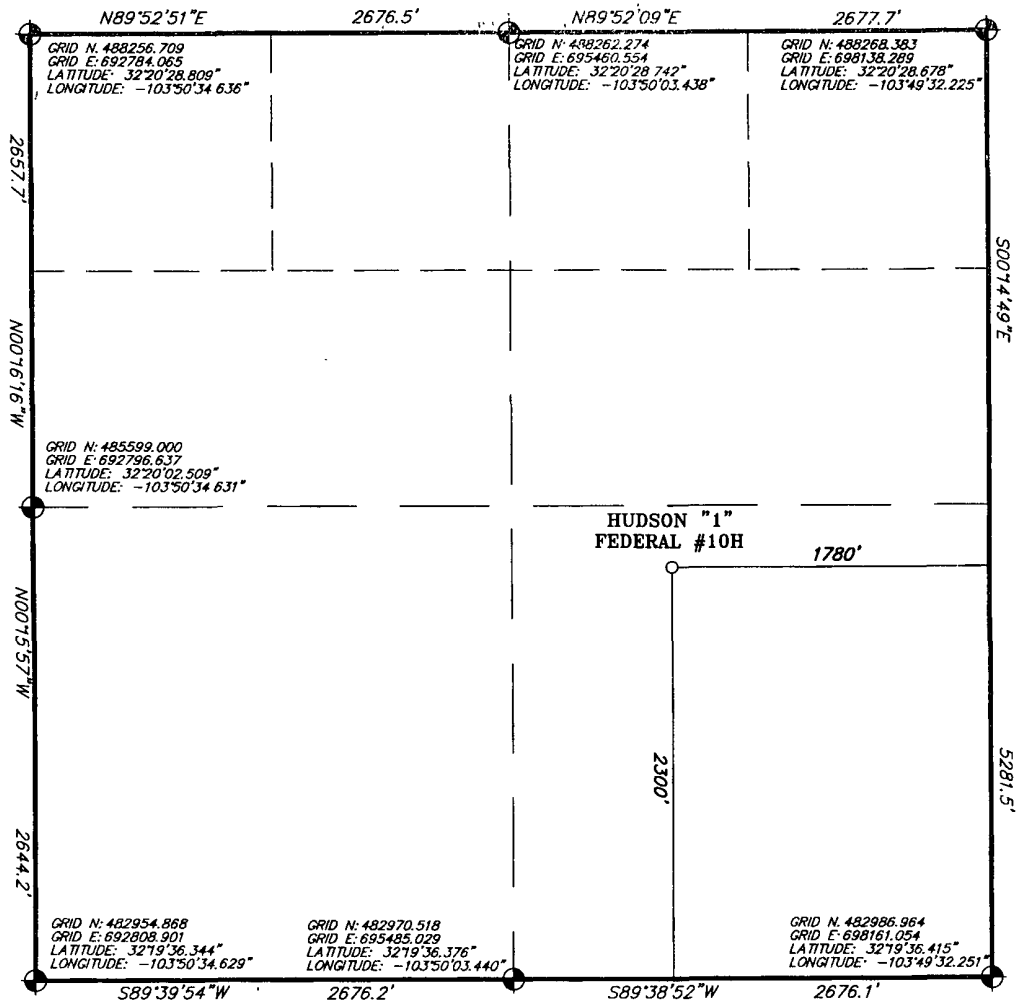 N89°52'51"E 2676.5' N89°52'09"E 2677.7'
GRID N: 488256.709
GRID E: 692784.065
LATITUDE: 32°20'28.809"
LONGITUDE: -103°50'34 636"
GRID N: 488262.274
GRID E: 695460.554
LATITUDE: 32°20'28 742"
LONGITUDE: -103°50'03.438"
GRID N: 488268.383
GRID E: 698138.289
LATITUDE: 32°20'28.678"
LONGITUDE: -103°49'32.225"
2657.7'
N00°16'16"W
S00°14'49"E
GRID N: 485599.000
GRID E: 692796.637
LATITUDE: 32°20'02.509"
LONGITUDE: -103°50'34 631"
HUDSON "1"
FEDERAL #10H
1780'
N00°15'57"W
2300'
5281.5'
2644.2'
GRID N: 482954.868
GRID E: 692808.901
LATITUDE: 32°19'36.344"
LONGITUDE: -103°50'34.629"
GRID N: 482970.518
GRID E: 695485.029
LATITUDE: 32°19'36.376"
LONGITUDE: -103°50'03.440"
GRID N: 482986.964
GRID E: 698161.054
LATITUDE: 32°19'36.415"
LONGITUDE: -103°49'32.251"
S89°39'54"W 2676.2' S89°38'52"W 2676.1'